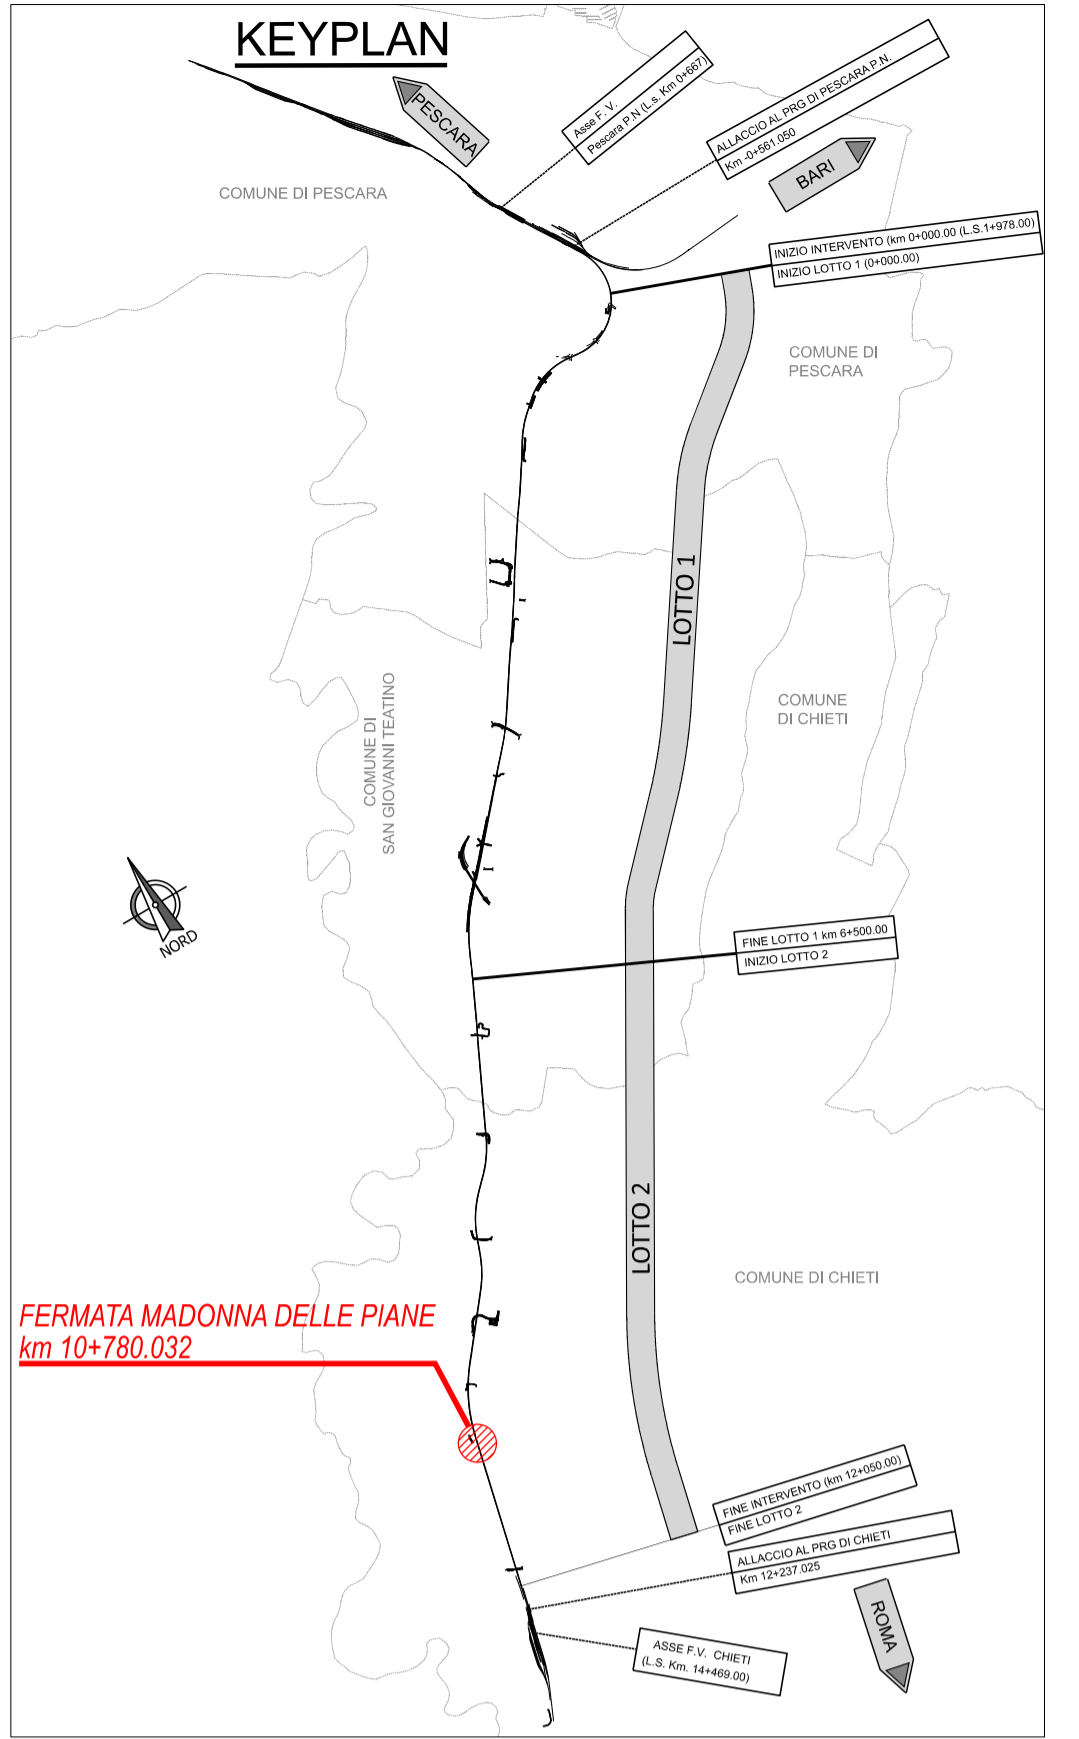 KEYPLAN
PESCARA
Asse F. V.
Pescara P.N (L.s. Km 0+667)
ALLACCIO AL PRG DI PESCARA P.N.
Km -0+561.050
BARI
COMUNE DI PESCARA
INIZIO INTERVENTO (km 0+000.00 (L.S.1+978.00)
INIZIO LOTTO 1 (0+000.00)
COMUNE DI
PESCARA
LOTTO 1
COMUNE DI
SAN GIOVANNI TEATINO
COMUNE
DI CHIETI
NORD
FINE LOTTO 1 km 6+500.00
INIZIO LOTTO 2
LOTTO 2
COMUNE DI CHIETI
FERMATA MADONNA DELLE PIANE
km 10+780.032
FINE INTERVENTO (km 12+050.00)
FINE LOTTO 2
ALLACCIO AL PRG DI CHIETI
Km 12+237.025
ROMA
ASSE F.V. CHIETI
(L.S. Km. 14+469.00)